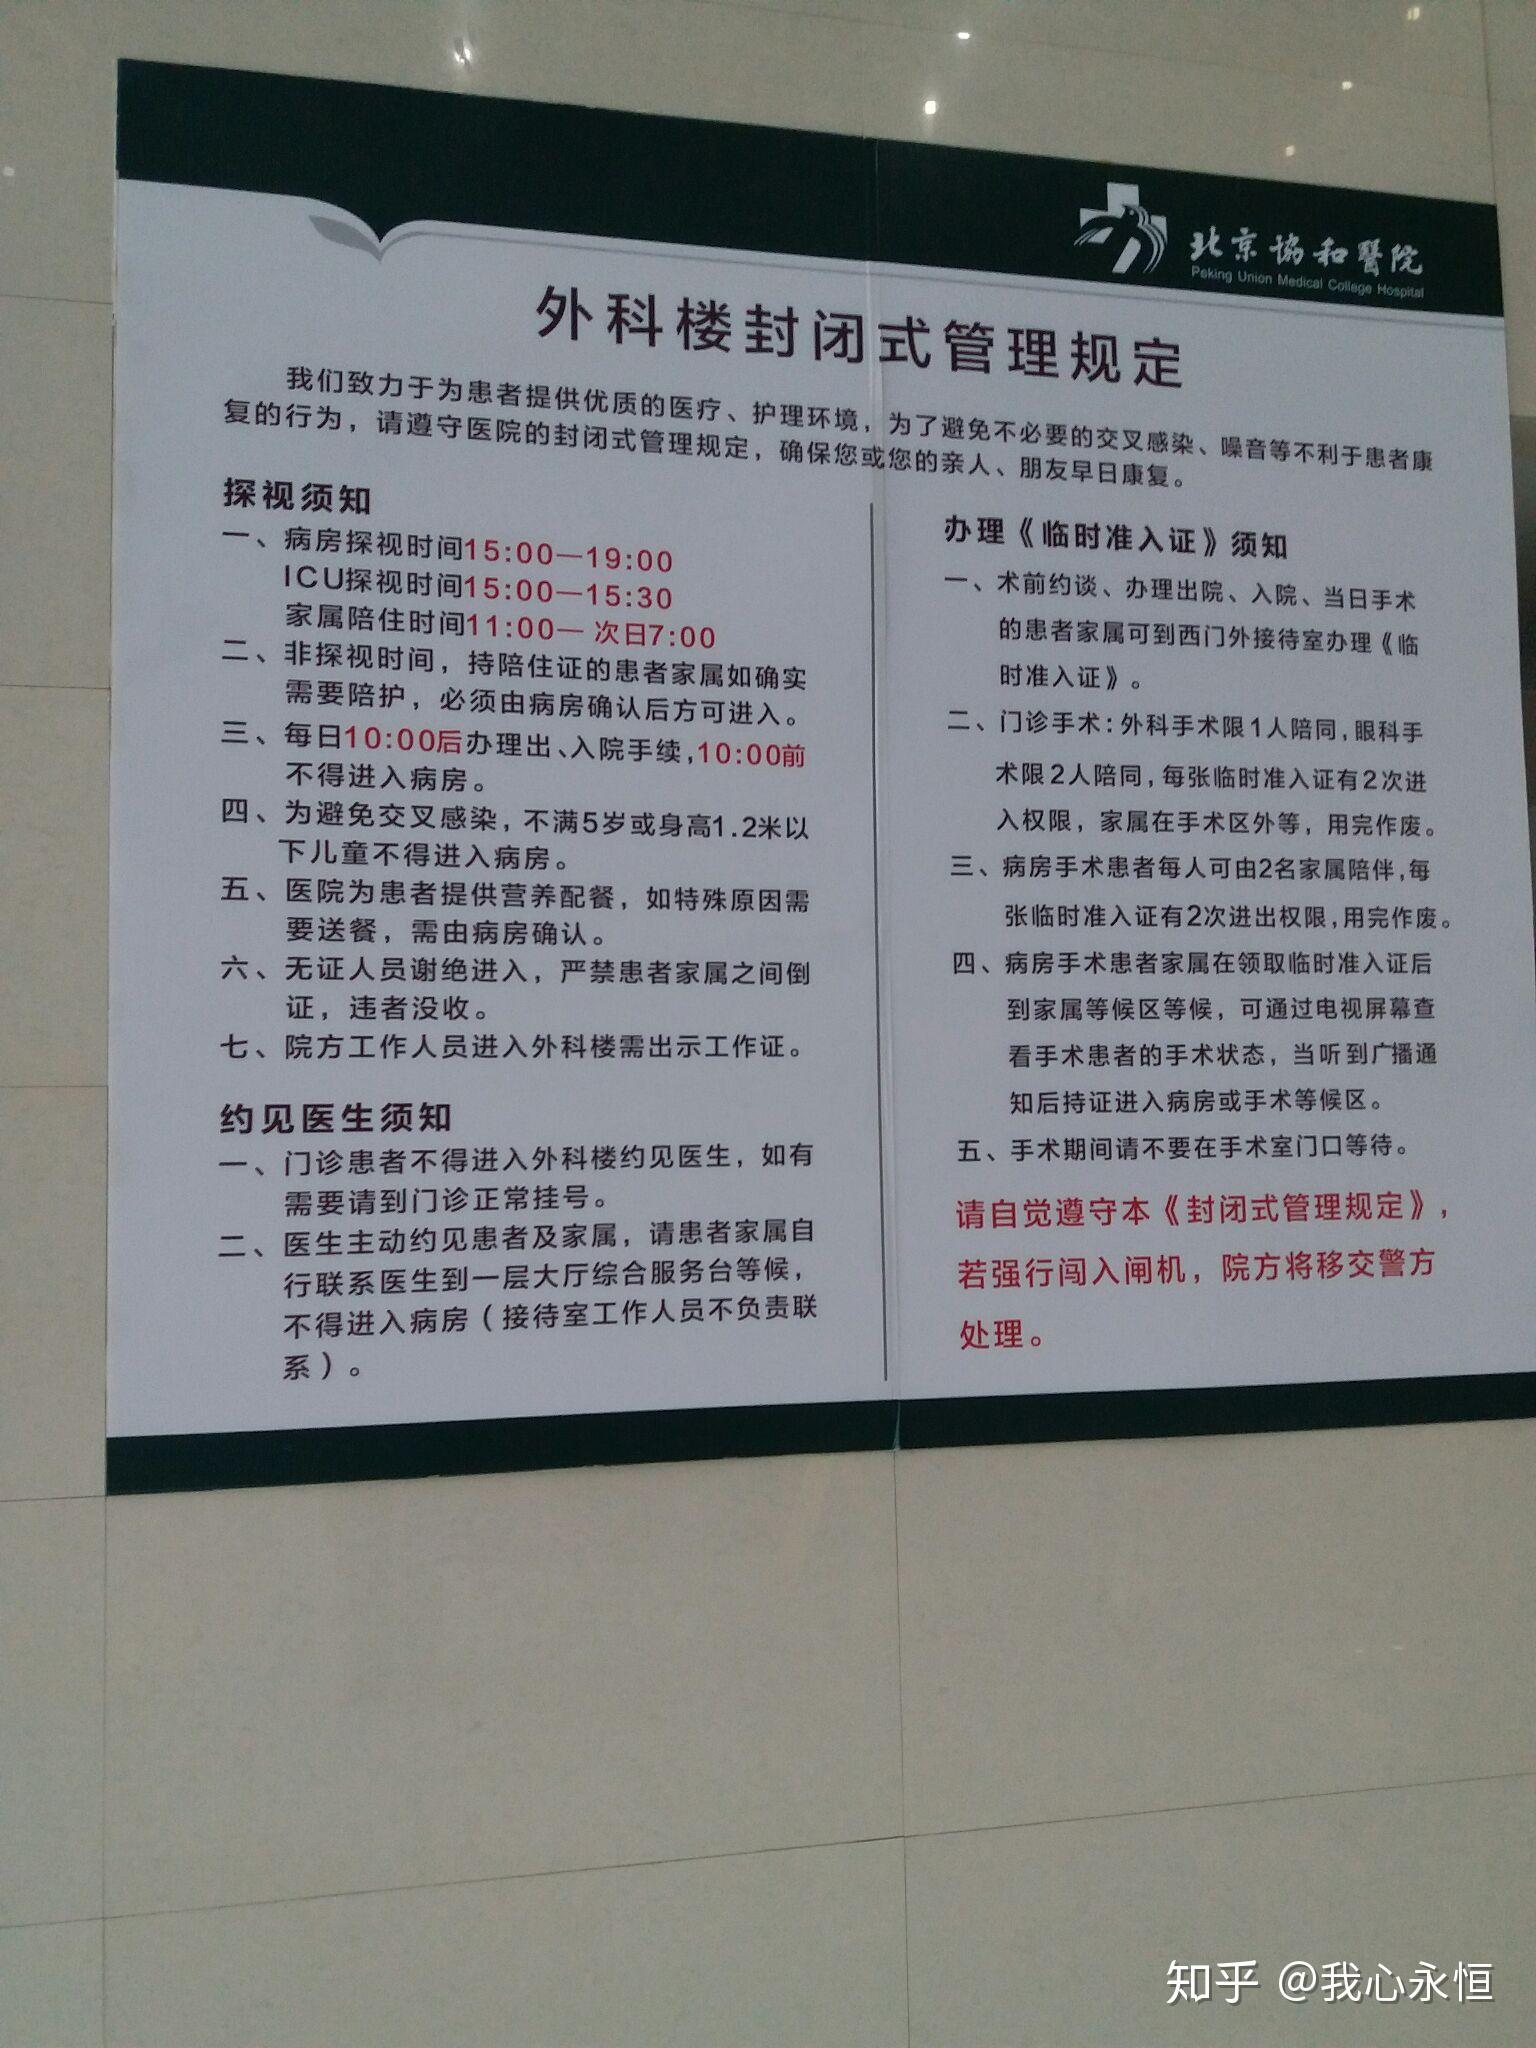 北京協和醫院
Peking Union Medical College Hospital
外科楼封闭式管理规定
我们致力于为患者提供优质的医疗、护理环境，为了避免不必要的交叉感染、噪音等不利于患者康
复的行为，请遵守医院的封闭式管理规定，确保您或您的亲人、朋友早日康复。
探视须知
一、病房探视时间15:00—19:00
ICU探视时间15:00—15:30
家属陪住时间11:00— 次日7:00
二、非探视时间，持陪住证的患者家属如确实
需要陪护，必须由病房确认后方可进入。
三、每日10:00后办理出、入院手续,10:00前
不得进入病房。
四、为避免交叉感染，不满5岁或身高1.2米以
下儿童不得进入病房。
五、医院为患者提供营养配餐，如特殊原因需
要送餐，需由病房确认。
六、无证人员谢绝进入，严禁患者家属之间倒
证，违者没收。
七、院方工作人员进入外科楼需出示工作证。
约见医生须知
一、门诊患者不得进入外科楼约见医生，如有
需要请到门诊正常挂号。
二、医生主动约见患者及家属，请患者家属自
行联系医生到一层大厅综合服务台等候，
不得进入病房（接待室工作人员不负责联
系）。
办理《临时准入证》须知
一、术前约谈、办理出院、入院、当日手术
的患者家属可到西门外接待室办理《临
时准入证》。
二、门诊手术：外科手术限1人陪同，眼科手
术限2人陪同，每张临时准入证有2次进
入权限，家属在手术区外等，用完作废。
三、病房手术患者每人可由2名家属陪伴，每
张临时准入证有2次进出权限，用完作废。
四、病房手术患者家属在领取临时准入证后
到家属等候区等候，可通过电视屏幕查
看手术患者的手术状态，当听到广播通
知后持证进入病房或手术等候区。
五、手术期间请不要在手术室门口等待。
请自觉遵守本《封闭式管理规定》，
若强行闯入闸机，院方将移交警方
处理。
知乎 @我心永恒